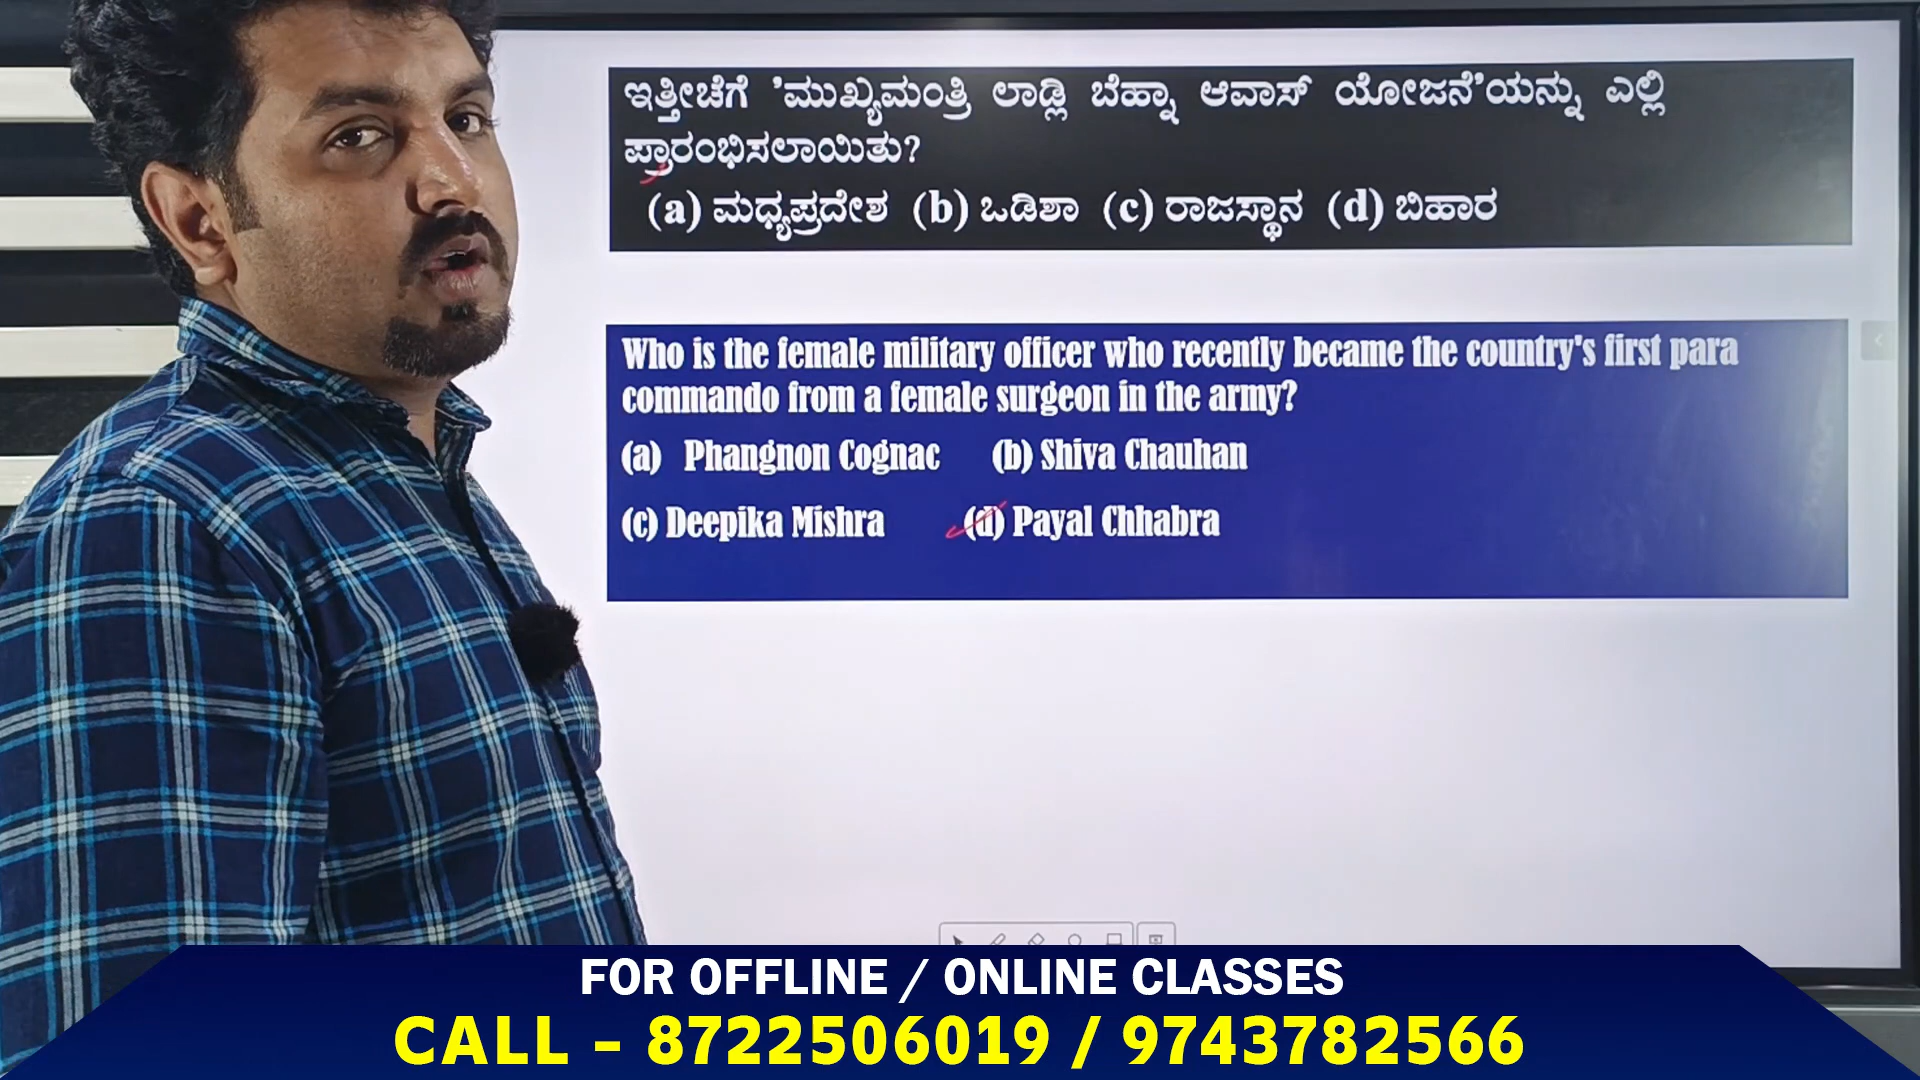 ಇತ್ತೀಚೆಗೆ 'ಮುಖ್ಯಮಂತ್ರಿ ಲಾಡ್ಲಿ ಬೆಹ್ನಾ ಆವಾಸ್ ಯೋಜನೆ'ಯನ್ನು ಎಲ್ಲಿ
ಪ್ರಾರಂಭಿಸಲಾಯಿತು?
(a) ಮಧ್ಯಪ್ರದೇಶ (b) ಒಡಿಶಾ (c) ರಾಜಸ್ಥಾನ (d) ಬಿಹಾರ
Who is the female military officer who recently became the country's first para
commando from a female surgeon in the army?
(a) Phangnon Cognac (b) Shiva Chauhan
(c) Deepika Mishra (d) Payal Chhabra
FOR OFFLINE / ONLINE CLASSES
CALL - 8722506019 / 9743782566